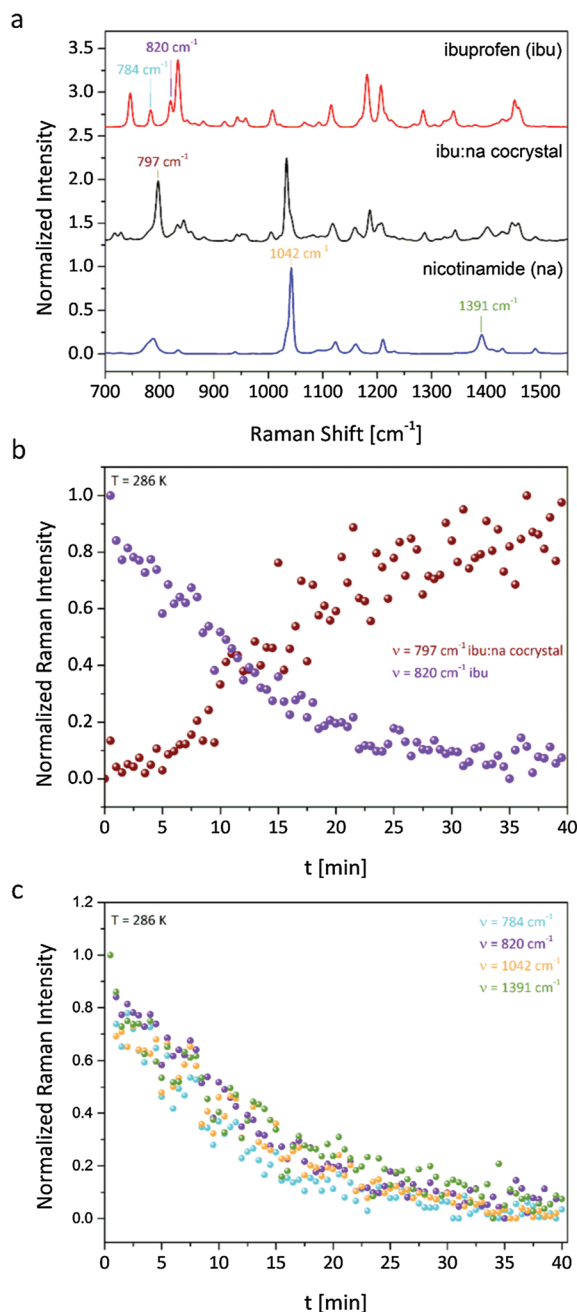 a
3.5
3.0
2.5
2.0
1.5
1.0
0.5
0.0
Normalized Intensity
820 cm-1
784 cm-1
ibuprofen (ibu)
797 cm-1
ibu:na cocrystal
1042 cm-1
nicotinamide (na)
1391 cm-1
700 800 900 1000 1100 1200 1300 1400 1500
Raman Shift [cm-1]
b
T = 286 K
1.0
0.8
0.6
0.4
0.2
0.0
Normalized Raman Intensity
ν = 797 cm-1 ibu:na cocrystal
ν = 820 cm-1 ibu
0 5 10 15 20 25 30 35 40
t [min]
c
1.2
1.0
0.8
0.6
0.4
0.2
0.0
Normalized Raman Intensity
T = 286 K
ν = 784 cm-1
ν = 820 cm-1
ν = 1042 cm-1
ν = 1391 cm-1
0 5 10 15 20 25 30 35 40
t [min]